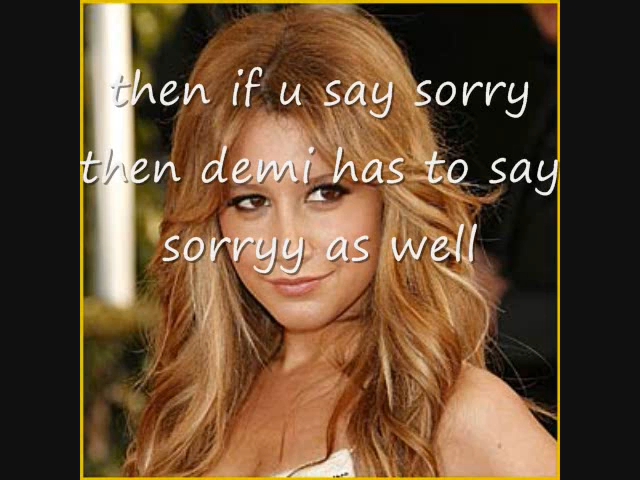 then if u say sorry
then demi has to say
sorryy as well